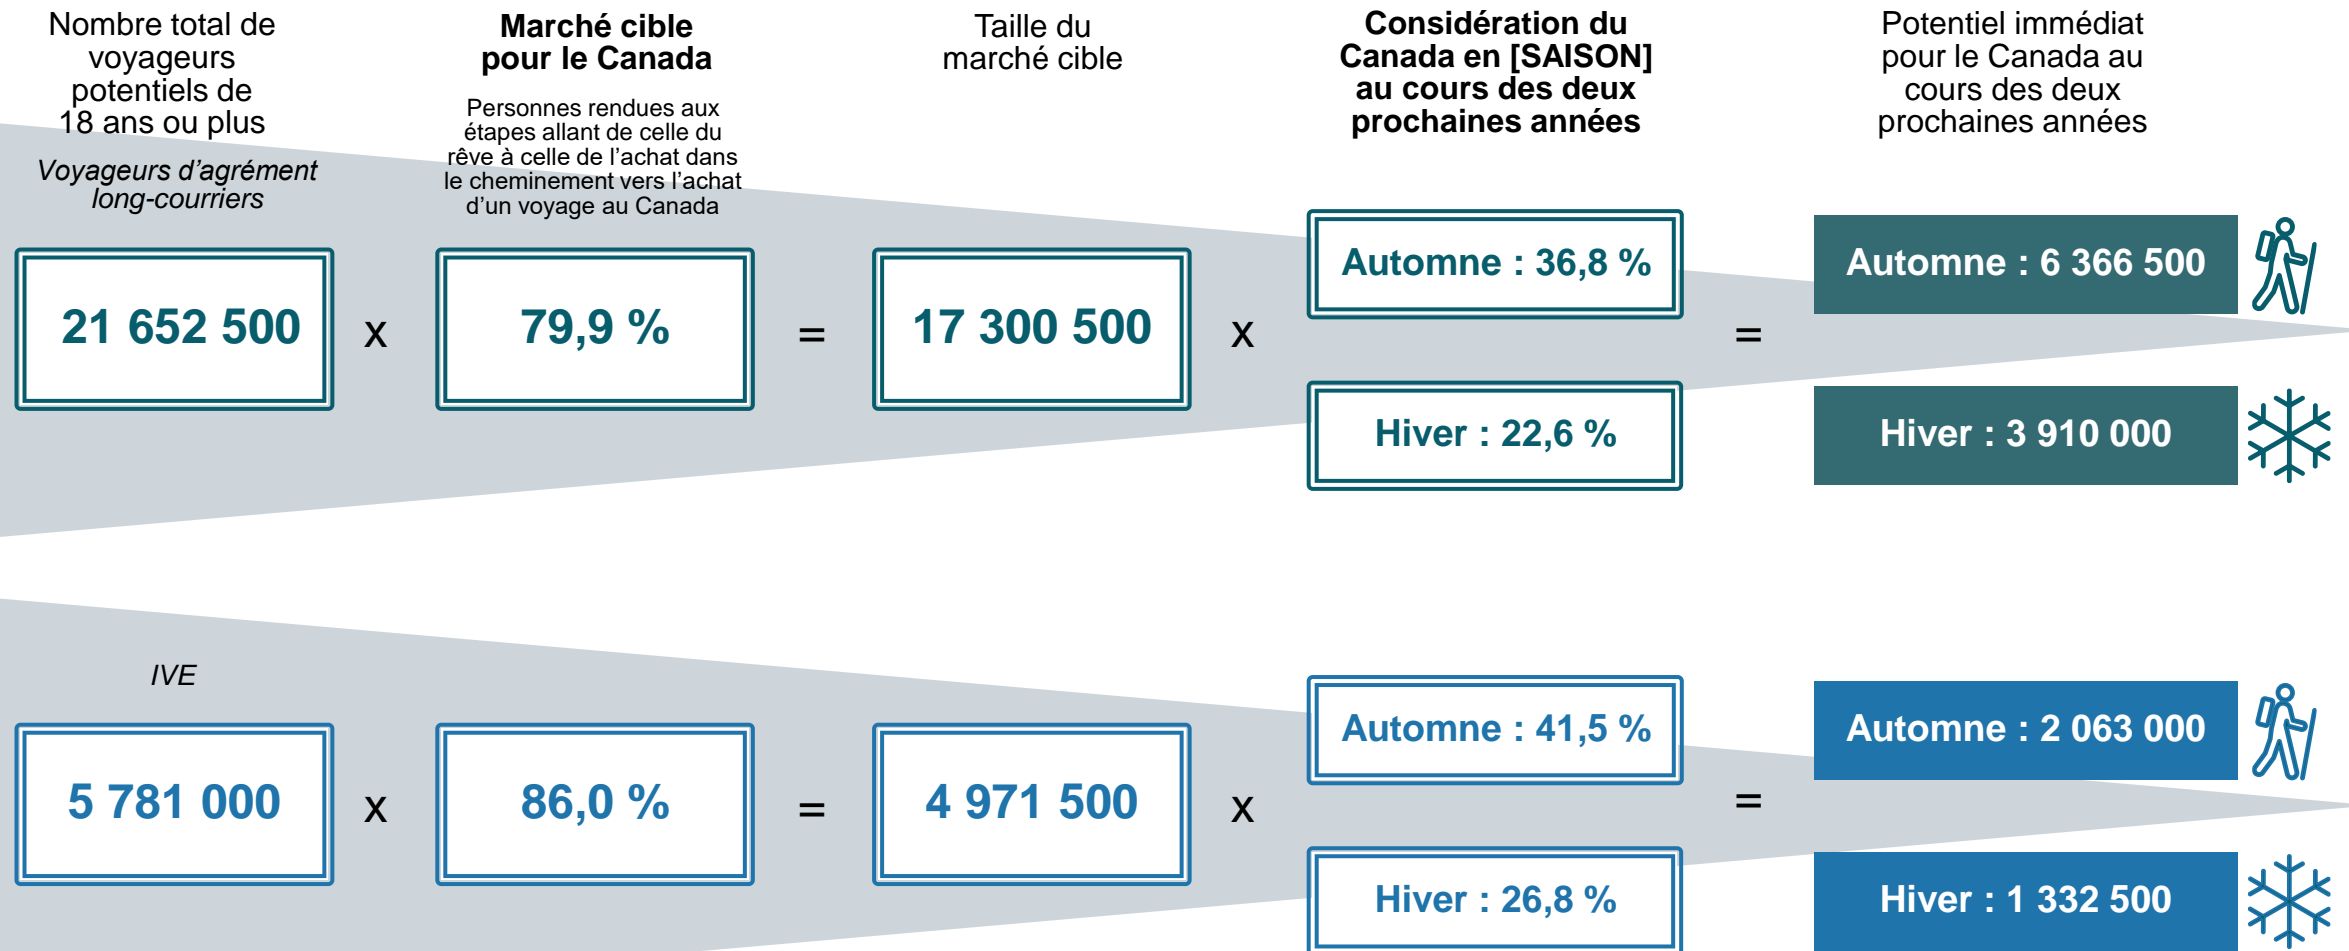 Nombre total de
voyageurs
potentiels de
18 ans ou plus
Voyageurs d’agrément
long-courriers
Marché cible
pour le Canada
Personnes rendues aux
étapes allant de celle du
rêve à celle de l’achat dans
le cheminement vers l’achat
d’un voyage au Canada
Taille du
marché cible
Considération du
Canada en [SAISON]
au cours des deux
prochaines années
Potentiel immédiat
pour le Canada au
cours des deux
prochaines années
21 652 500
x
79,9 %
=
17 300 500
x
Automne : 36,8 %
Hiver : 22,6 %
=
Automne : 6 366 500
Hiver : 3 910 000
IVE
5 781 000
x
86,0 %
=
4 971 500
x
Automne : 41,5 %
Hiver : 26,8 %
=
Automne : 2 063 000
Hiver : 1 332 500